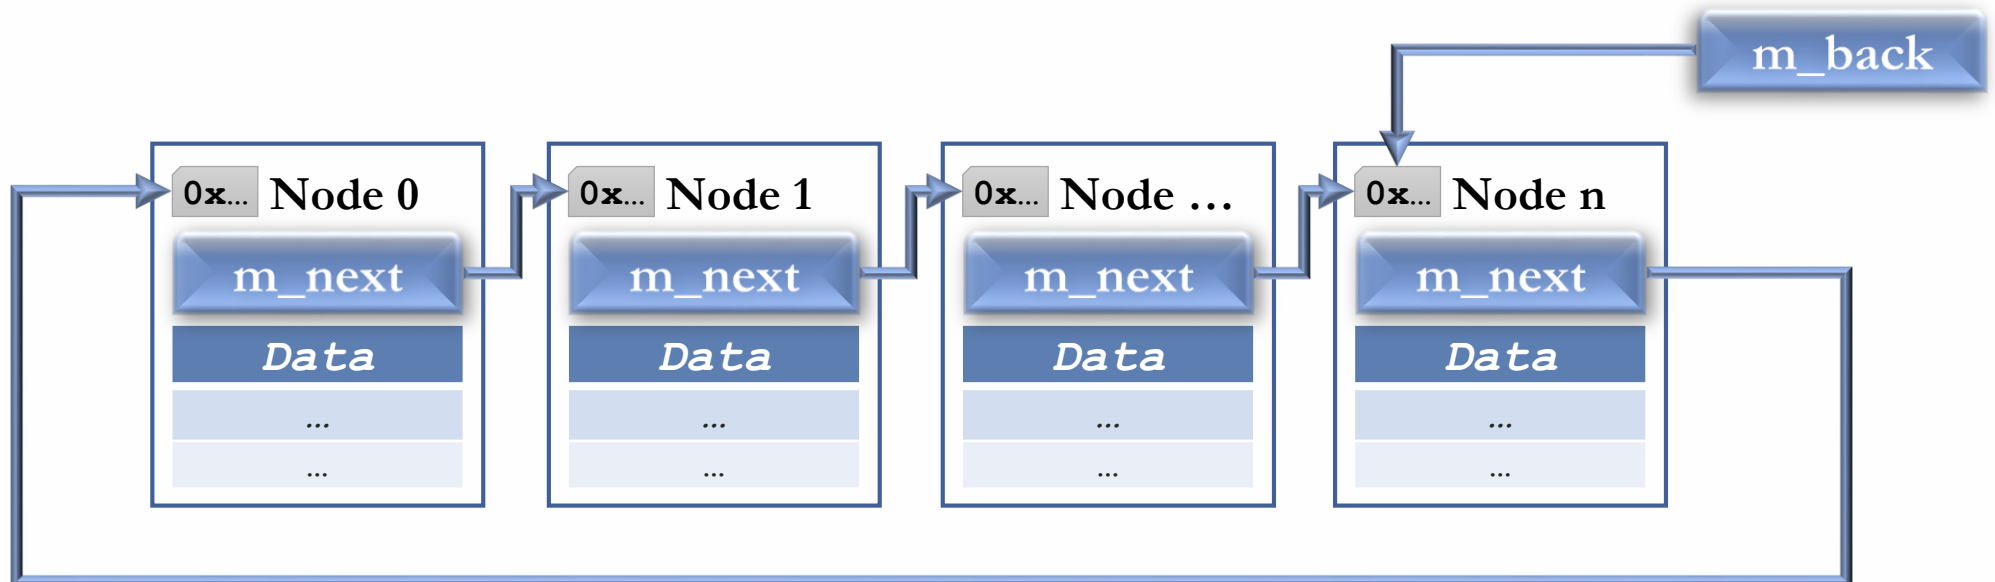 m_back
0x... Node 0
0x... Node 1
0x... Node ...
0x... Node n
m_next
m_next
m_next
m_next
Data
Data
Data
Data
...
...
...
...
...
...
...
...